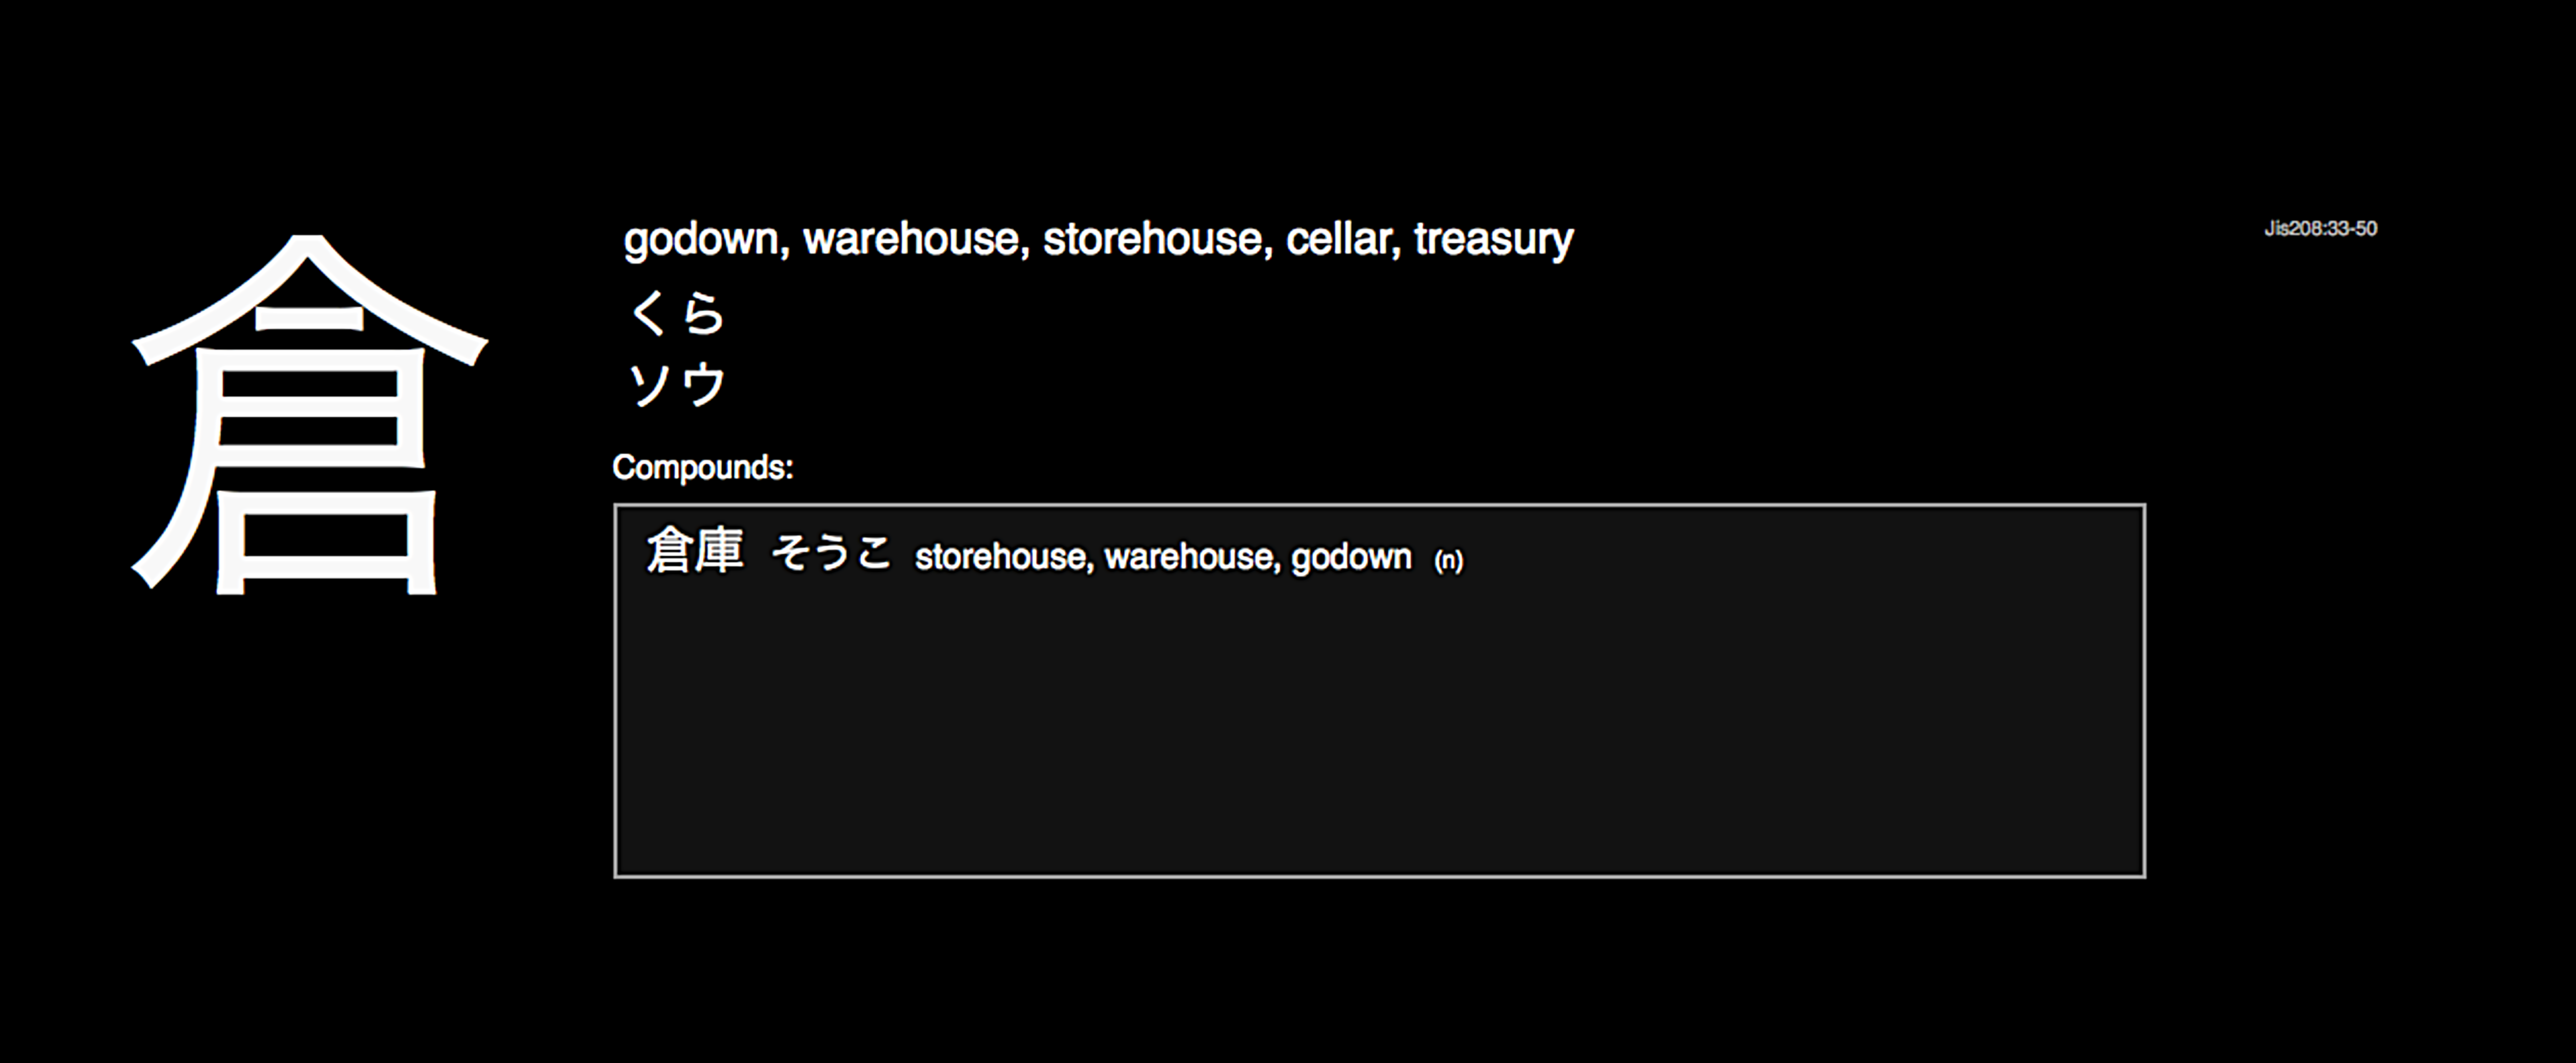 倉
godown, warehouse, storehouse, cellar, treasury
Jis208:33-50
くら
ソウ
Compounds:
倉庫 そうこ storehouse, warehouse, godown (n)